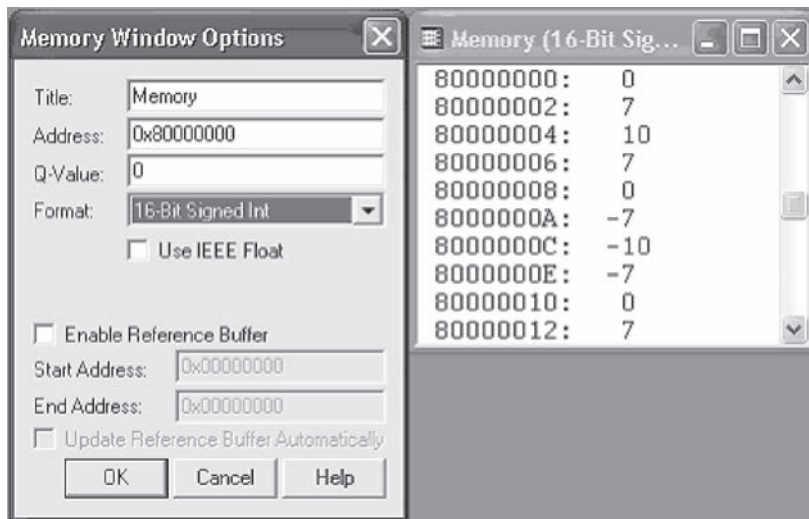 Memory Window Options
Title: Memory
Address: 0x80000000
Q-Value: 0
Format: 16-Bit Signed Int
Use IEEE Float
Enable Reference Buffer
Start Address: 0x00000000
End Address: 0x00000000
Update Reference Buffer Automatically
OK Cancel Help
Memory (16-Bit Sig...
80000000: 0
80000002: 7
80000004: 10
80000006: 7
80000008: 0
8000000A: -7
8000000C: -10
8000000E: -7
80000010: 0
80000012: 7